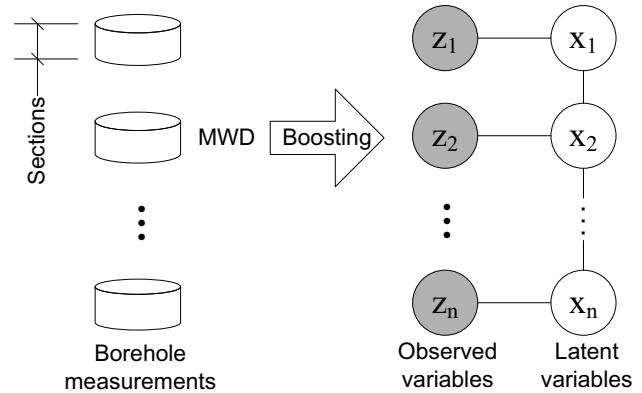 Sections
MWD
Boosting
z1
x1
z2
x2
zn
xn
Borehole
measurements
Observed
variables
Latent
variables